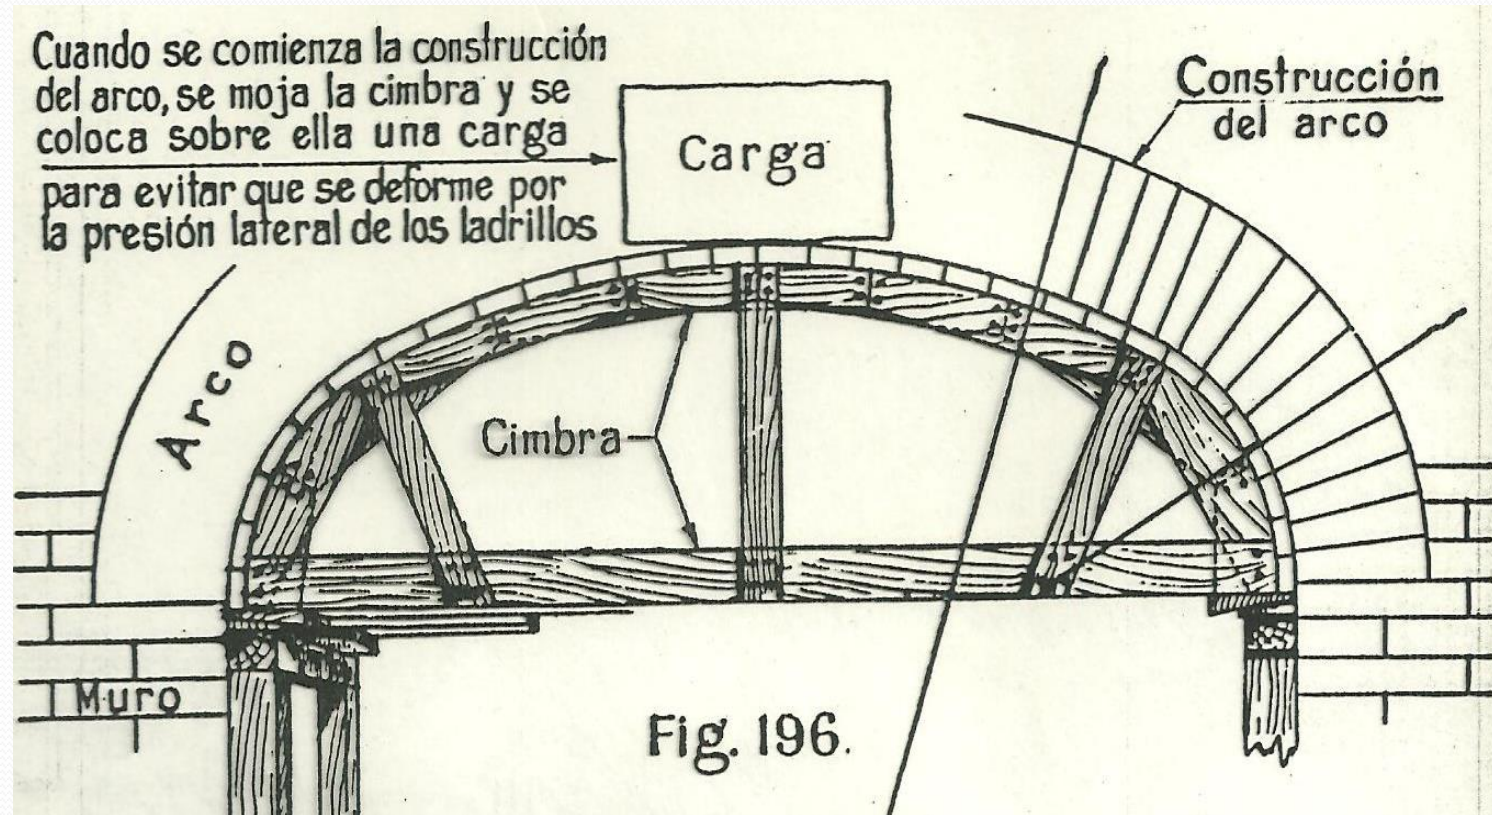 Cuando se comienza la construcción
del arco, se moja la cimbra y se
coloca sobre ella una carga
para evitar que se deforme por
la presión lateral de los ladrillos
Carga
Construcción
del arco
Arco
Cimbra
Muro
Fig. 196.